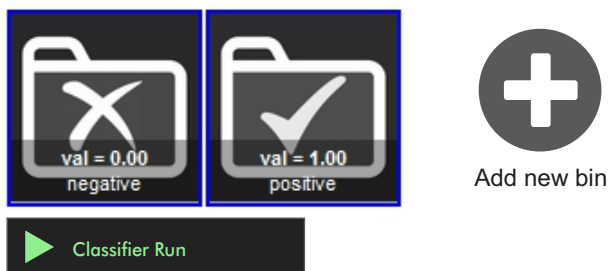 val = 0.00
negative
val = 1.00
positive
Add new bin
Classifier Run